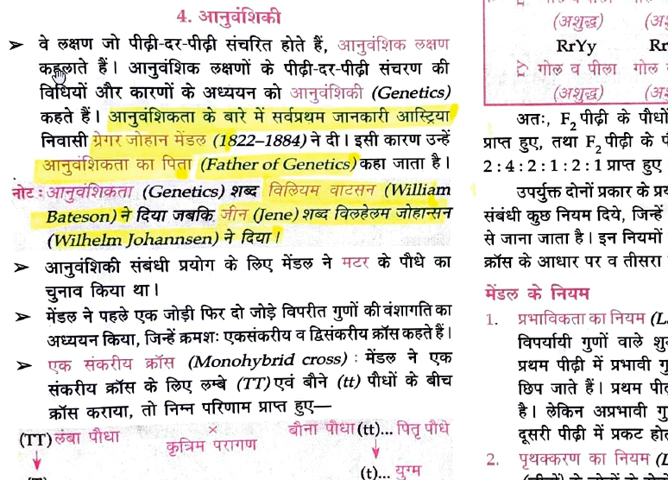 4. आनुवंशिकी
➤ वे लक्षण जो पीढ़ी-दर-पीढ़ी संचरित होते हैं, आनुवंशिक लक्षण
कहलाते हैं। आनुवंशिक लक्षणों के पीढ़ी-दर-पीढ़ी संचरण की
विधियों और कारणों के अध्ययन को आनुवंशिकी (Genetics)
कहते हैं। आनुवंशिकता के बारे में सर्वप्रथम जानकारी आस्ट्रिया
निवासी ग्रेगर जोहान मेंडल (1822–1884) ने दी। इसी कारण उन्हें
आनुवंशिकता का पिता (Father of Genetics) कहा जाता है।
नोट : आनुवंशिकता (Genetics) शब्द विलियम वाटसन (William
Bateson) ने दिया जबकि जीन (Jene) शब्द विलहेलम जोहान्सन
(Wilhelm Johannsen) ने दिया।
➤ आनुवंशिकी संबंधी प्रयोग के लिए मेंडल ने मटर के पौधे का
चुनाव किया था।
➤ मेंडल ने पहले एक जोड़ी फिर दो जोड़े विपरीत गुणों की वंशागति का
अध्ययन किया, जिन्हें क्रमशः एकसंकरीय व द्विसंकरीय क्रॉस कहते हैं।
➤ एक संकरीय क्रॉस (Monohybrid cross) : मेंडल ने एक
संकरीय क्रॉस के लिए लम्बे (TT) एवं बौने (tt) पौधों के बीच
क्रॉस कराया, तो निम्न परिणाम प्राप्त हुए—
(TT) लंबा पौधा × बौना पौधा (tt)... पितृ पौधे
कृत्रिम परागण
(t)... युग्म
(अशुद्ध)
RrYy Rr
गोल व पीला गोल
(अशुद्ध)
अतः, F2 पीढ़ी के पौधों
प्राप्त हुए, तथा F2 पीढ़ी के
2 : 4 : 2 : 1 : 2 : 1 प्राप्त हुए
उपर्युक्त दोनों प्रकार के
संबंधी कुछ नियम दिये, जिन्हें
से जाना जाता है। इन नियमों
क्रॉस के आधार पर व तीसरा
मेंडल के नियम
1. प्रभाविकता का नियम
विपर्यायी गुणों वाले
प्रथम पीढ़ी में प्रभावी
छिप जाते हैं। प्रथम
है। लेकिन अप्रभावी
दूसरी पीढ़ी में प्रकट
2. पृथक्करण का नियम